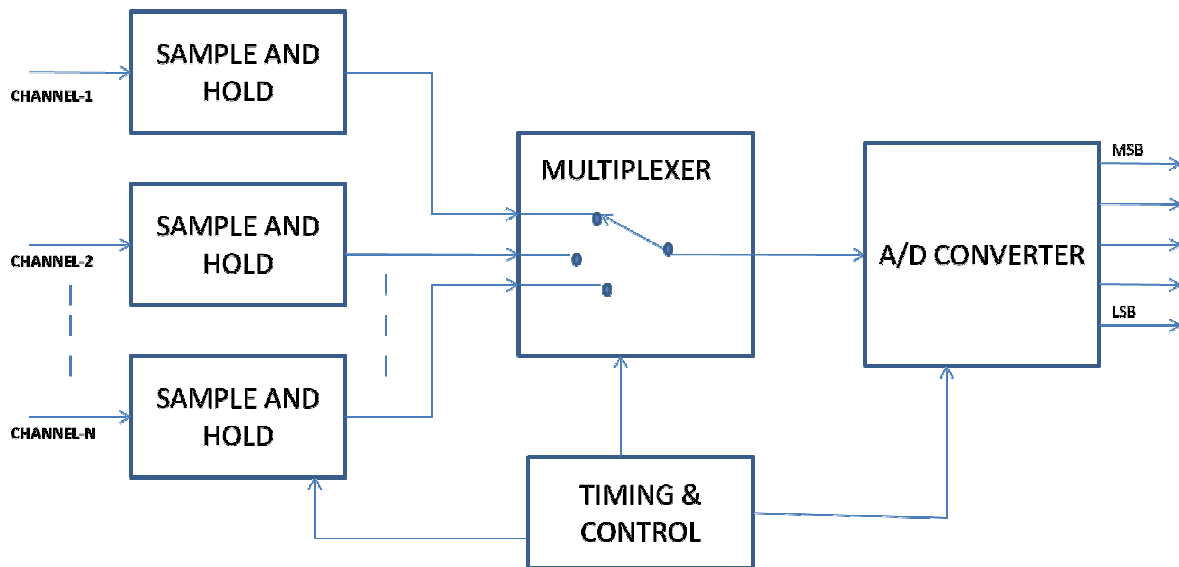 SAMPLE AND
HOLD
CHANNEL-1
SAMPLE AND
HOLD
CHANNEL-2
SAMPLE AND
HOLD
CHANNEL-N
MULTIPLEXER
TIMING &
CONTROL
A/D CONVERTER
MSB
LSB